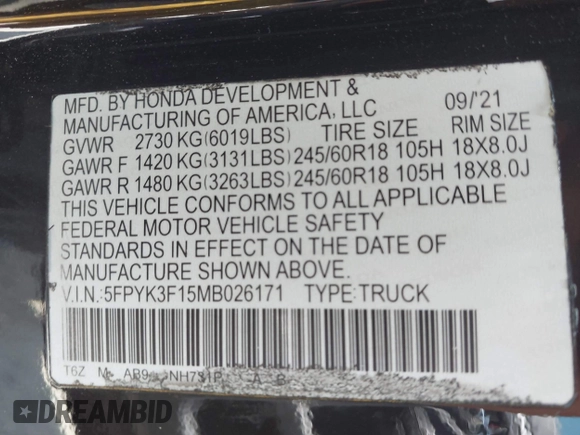 MFD. BY HONDA DEVELOPMENT &
MANUFACTURING OF AMERICA, LLC 09/'21
GVWR 2730 KG(6019LBS) TIRE SIZE RIM SIZE
GAWR F 1420 KG(3131LBS)245/60R18 105H 18X8.0J
GAWR R 1480 KG(3263LBS)245/60R18 105H 18X8.0J
THIS VEHICLE CONFORMS TO ALL APPLICABLE
FEDERAL MOTOR VEHICLE SAFETY
STANDARDS IN EFFECT ON THE DATE OF
MANUFACTURE SHOWN ABOVE.
V.I.N.:5FPYK3F15MB026171 TYPE:TRUCK
T6Z NH731P A B
DREAMBID